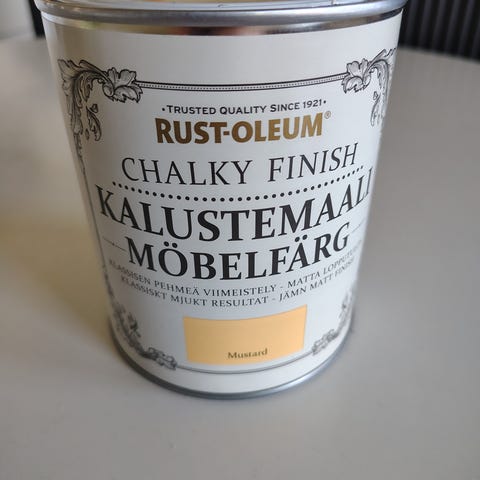 •TRUSTED QUALITY SINCE 1921•
RUST-OLEUM®
CHALKY FINISH
KALUSTEMAALI
MÖBELFÄRG
KLASSISEN PEHMEÄ VIIMEISTELY - MATTA
KLASSISKT MJUKT RESULTAT - JÄMN MATT FINISH
Mustard